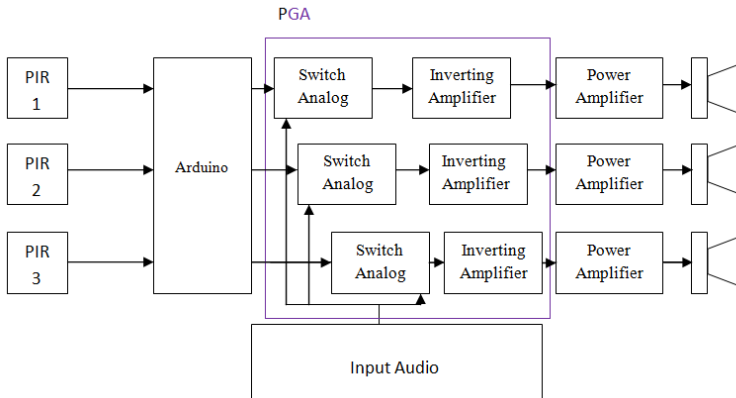 PGA
PIR
1
Switch
Analog
Inverting
Amplifier
Power
Amplifier
PIR
2
Arduino
Switch
Analog
Inverting
Amplifier
Power
Amplifier
PIR
3
Switch
Analog
Inverting
Amplifier
Power
Amplifier
Input Audio